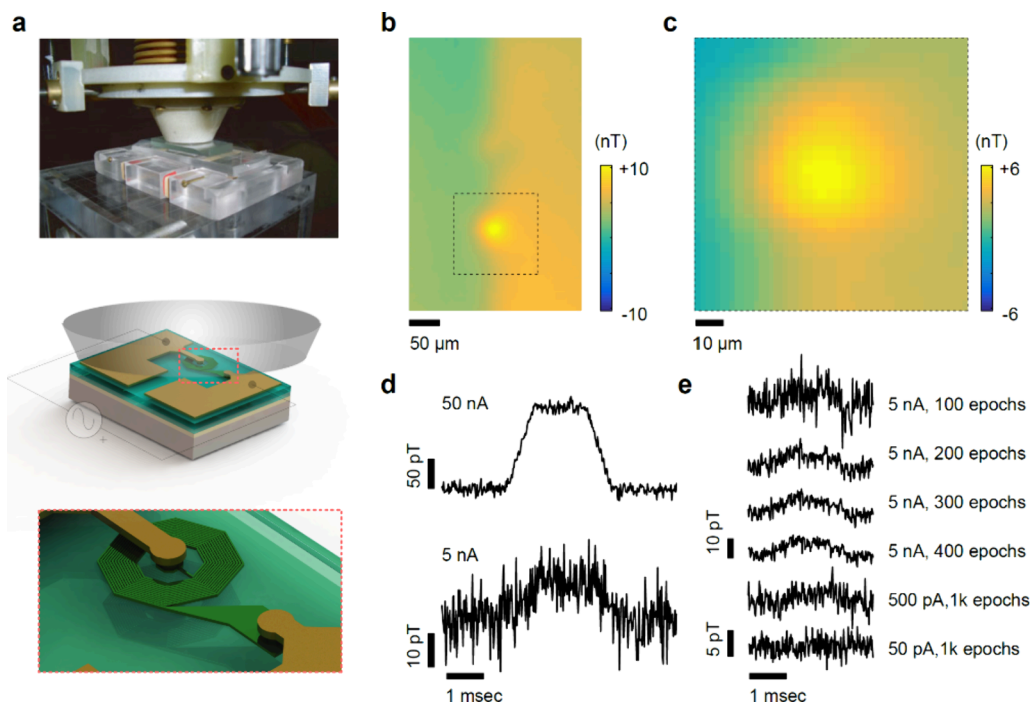 a
b
c
(nT)
+10
-10
50 µm
(nT)
+6
-6
10 µm
d
50 nA
50 pT
5 nA
10 pT
1 msec
e
5 nA, 100 epochs
5 nA, 200 epochs
5 nA, 300 epochs
5 nA, 400 epochs
10 pT
500 pA,1k epochs
50 pA,1k epochs
5 pT
1 msec
+